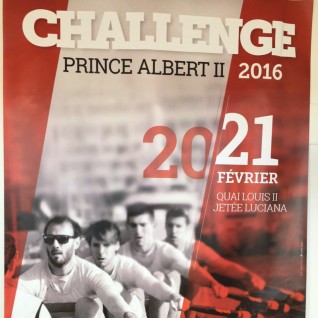 CHALLENGE
PRINCE ALBERT II 2016
20 21
FÉVRIER
QUAI LOUIS II
JETÉE LUCIANA